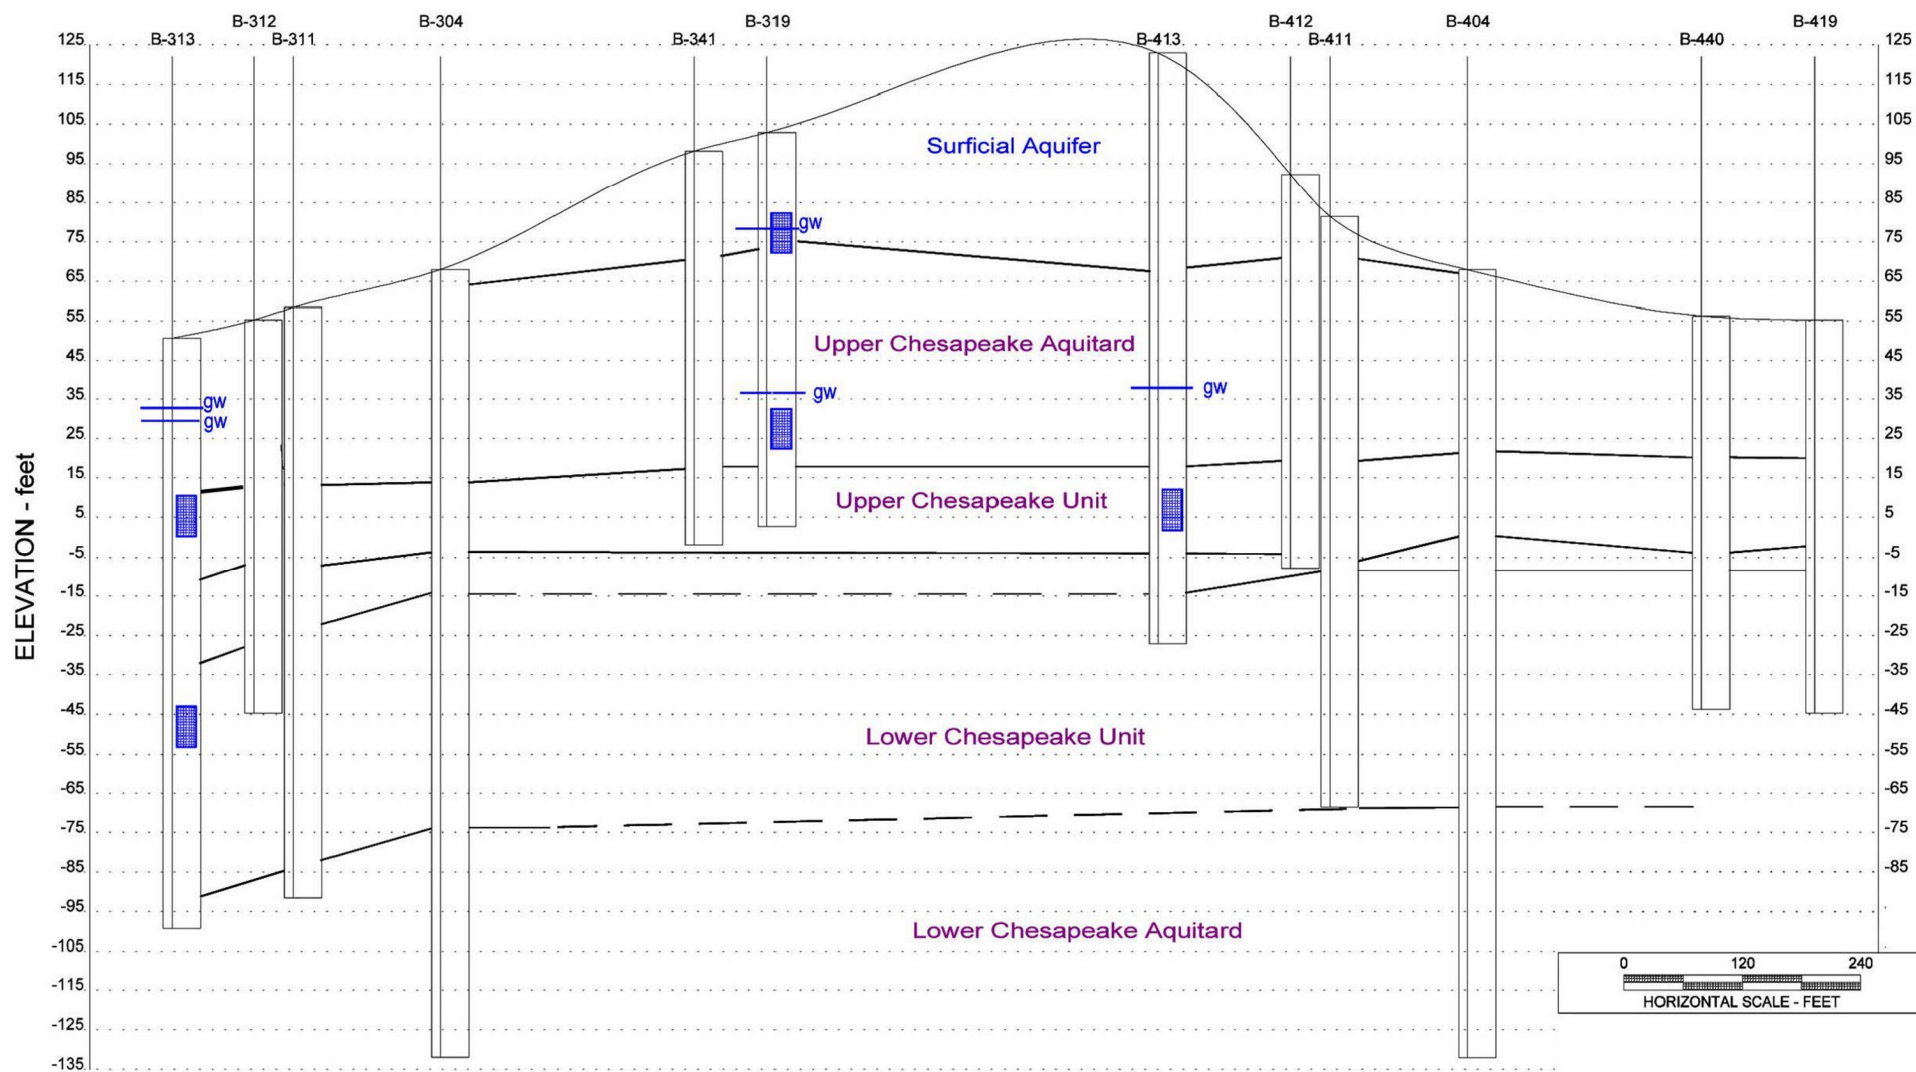 B-312 B-304 B-319 B-412 B-404 B-419
B-313 B-311 B-341 B-413 B-411 B-440
125 125
115 115
105 105
Surficial Aquifer
95 95
85 85
gw
75 75
65 65
55 55
Upper Chesapeake Aquitard
45 45
gw gw gw
35 35
gw
25 25
15 15
Upper Chesapeake Unit
5 5
-5 -5
-15 -15
-25 -25
-35 -35
-45 -45
Lower Chesapeake Unit
-55 -55
-65 -65
-75 -75
-85 -85
-95
Lower Chesapeake Aquitard
-105
-115
-125
-135
ELEVATION - feet
0 120 240
HORIZONTAL SCALE - FEET